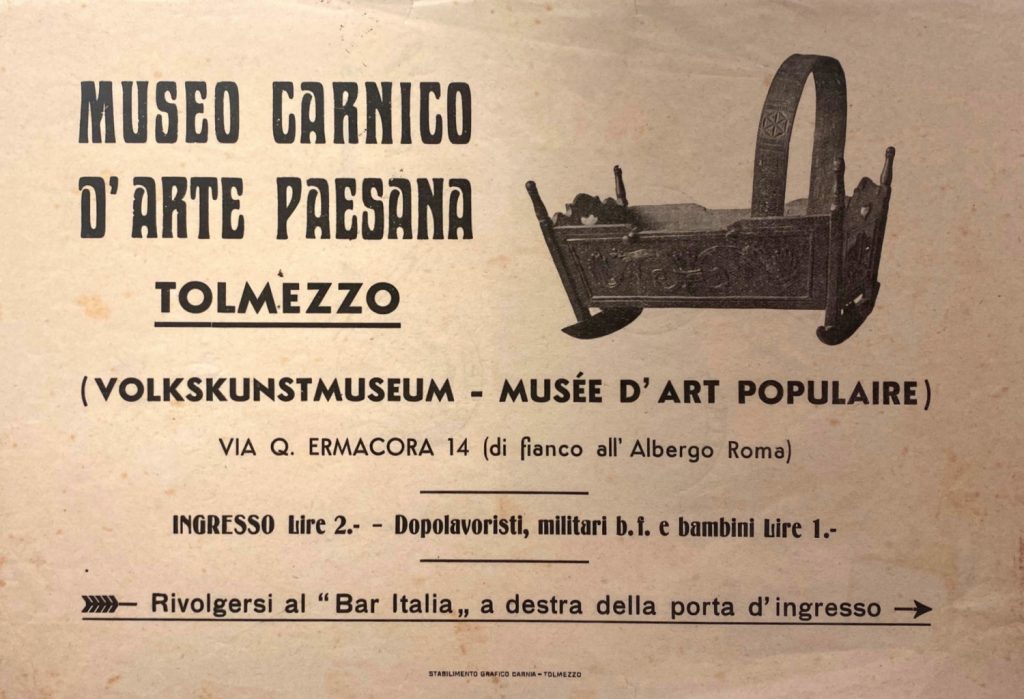 MUSEO CARNICO
D'ARTE PAESANA
TOLMEZZO
(VOLKSKUNSTMUSEUM - MUSÉE D'ART POPULAIRE)
VIA Q. ERMACORA 14 (di fianco all' Albergo Roma)
INGRESSO Lire 2.- - Dopolavoristi, militari b.f. e bambini Lire 1.-
Rivolgersi al "Bar Italia„ a destra della porta d'ingresso
STABILIMENTO GRAFICO CARNIA - TOLMEZZO